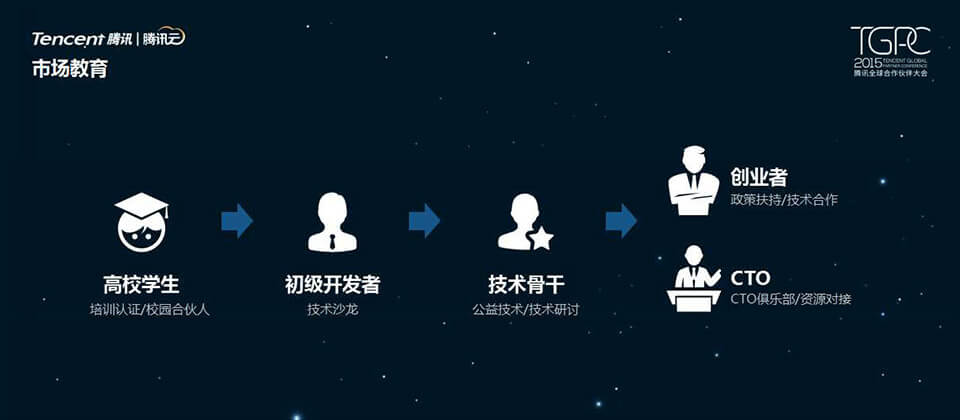 Tencent 腾讯 | 腾讯云
市场教育
TGPC
2015 TENCENT GLOBAL
PARTNER CONFERENCE
腾讯全球合作伙伴大会
高校学生
培训认证/校园合伙人
初级开发者
技术沙龙
技术骨干
公益技术/技术研讨
创业者
政策扶持/技术合作
CTO
CTO俱乐部/资源对接